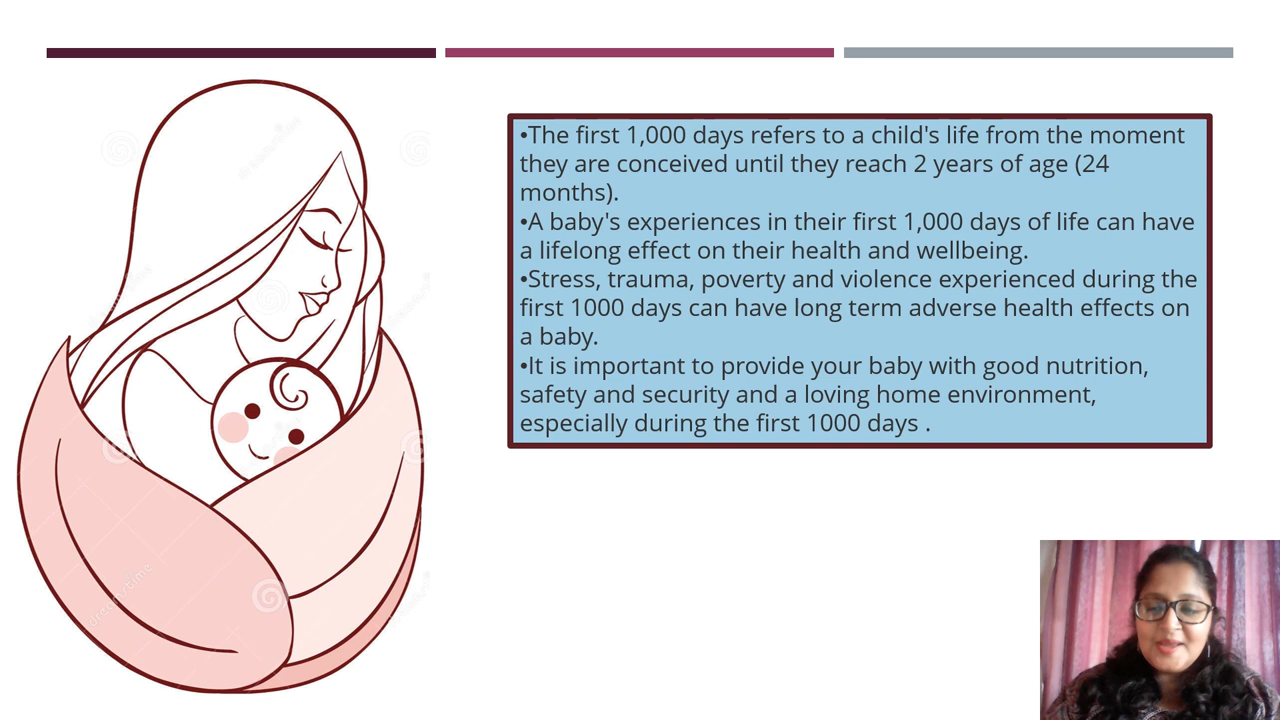 •The first 1,000 days refers to a child's life from the moment
they are conceived until they reach 2 years of age (24
months).
•A baby's experiences in their first 1,000 days of life can have
a lifelong effect on their health and wellbeing.
•Stress, trauma, poverty and violence experienced during the
first 1000 days can have long term adverse health effects on
a baby.
•It is important to provide your baby with good nutrition,
safety and security and a loving home environment,
especially during the first 1000 days .